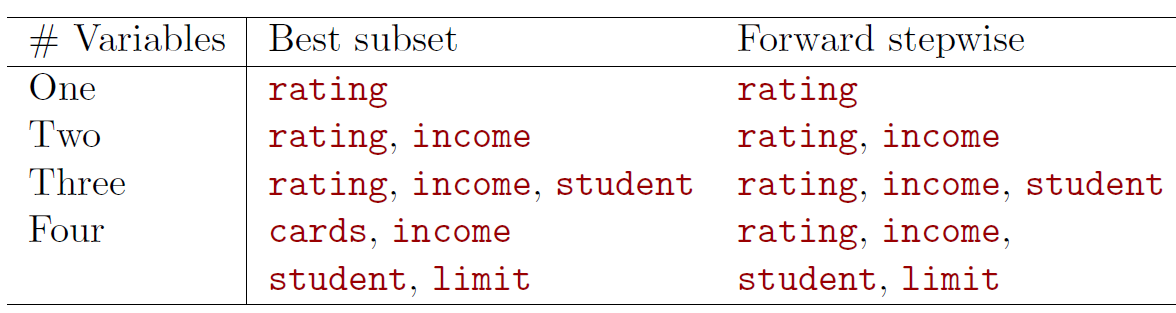 # Variables Best subset Forward stepwise
One rating rating
Two rating, income rating, income
Three rating, income, student rating, income, student
Four cards, income rating, income,
student, limit student, limit